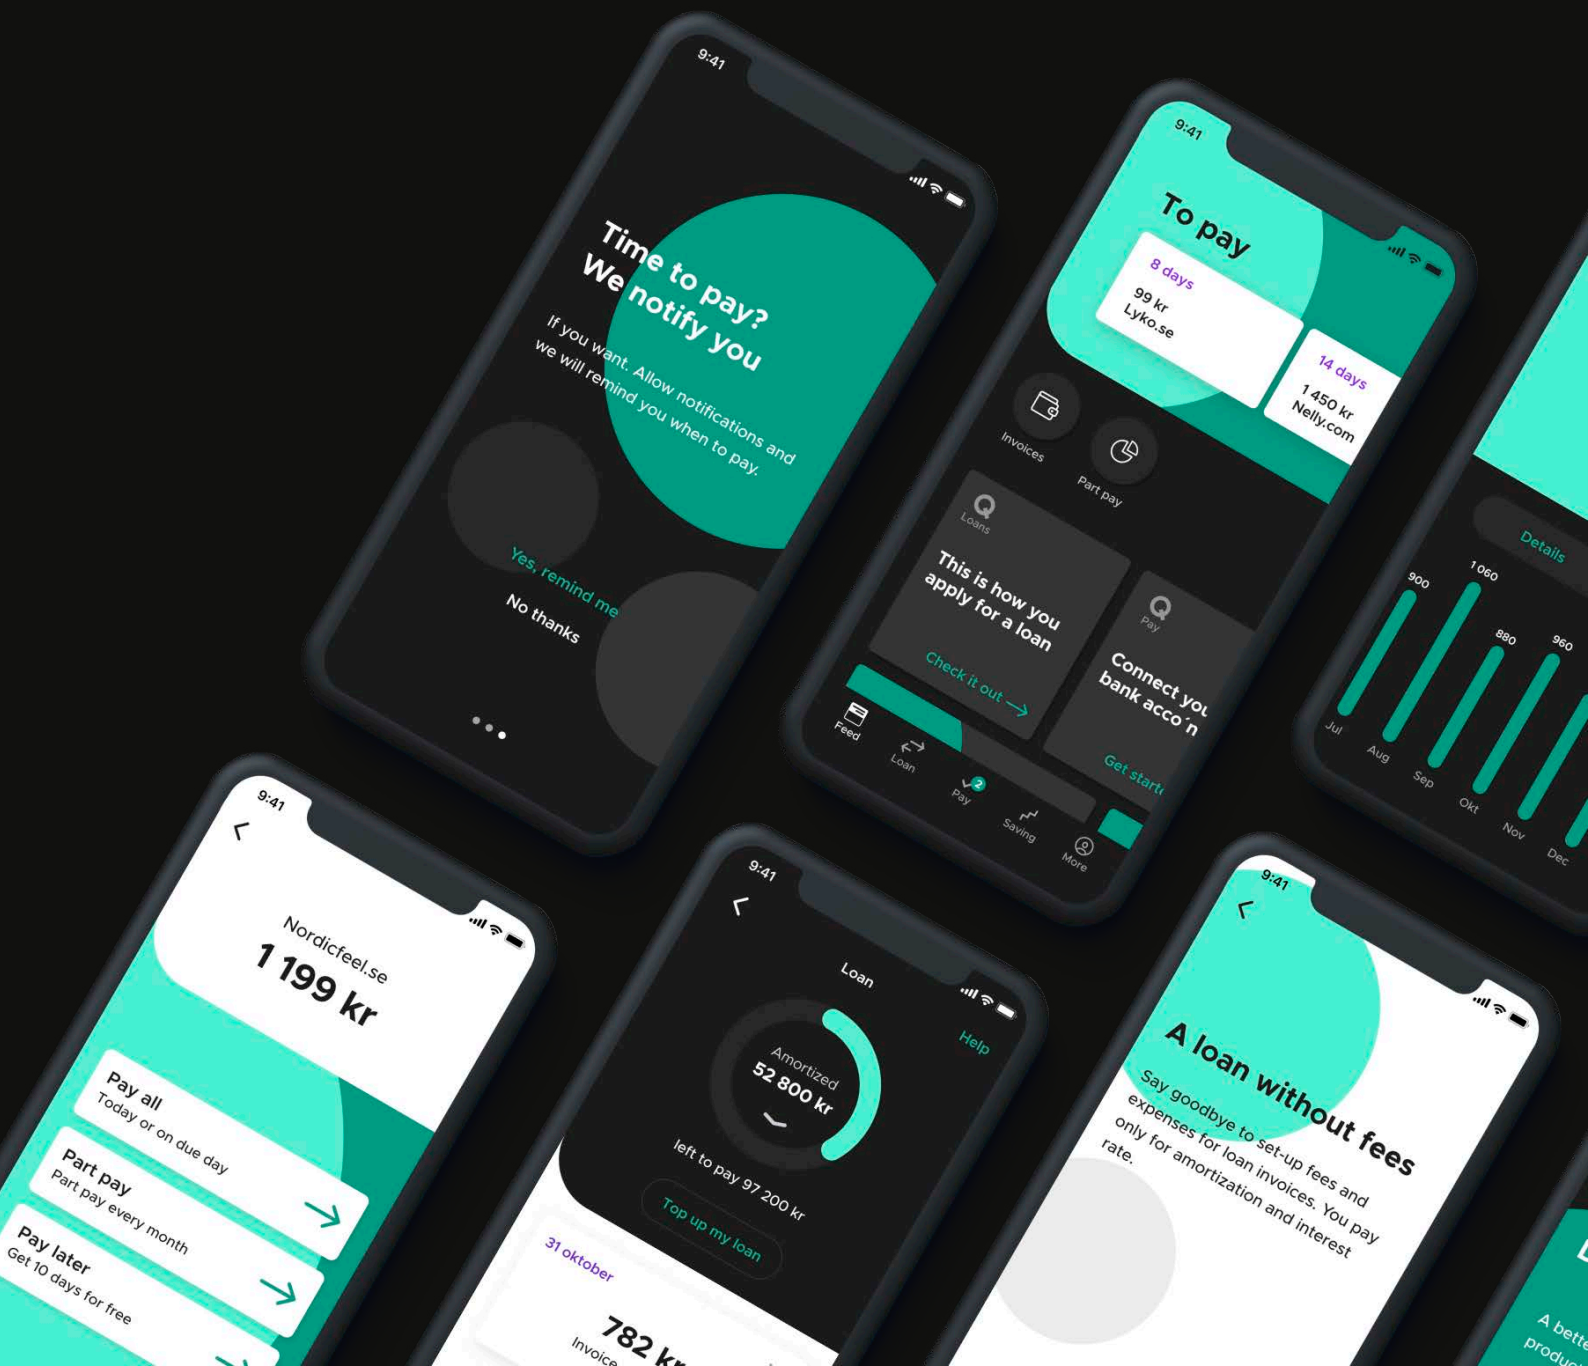 9:41
Time to pay?
We notify you
If you want. Allow notifications and
we will remind you when to pay.
Yes, remind me
No thanks
9:41
To pay
8 days
99 kr
Lyko.se
14 days
1 450 kr
Nelly.com
Invoices
Part pay
Loans
This is how you
apply for a loan
Check it out
Pay
Connect you
bank acco´n
Get starte
Feed
Loan
2
Pay
Saving
More
Details
900
1 060
880
960
Jul
Aug
Sep
Okt
Nov
Dec
9:41
Nordicfeel.se
1 199 kr
Pay all
Today or on due day
Part pay
Part pay every month
Pay later
Get 10 days for free
9:41
Loan
Help
Amortized
52 800 kr
left to pay 97 200 kr
Top up my loan
31 oktober
782 kr
Invoice
9:41
A loan without fees
Say goodbye to set-up fees and
expenses for loan invoices. You pay
only for amortization and interest
rate.
A bette
produc